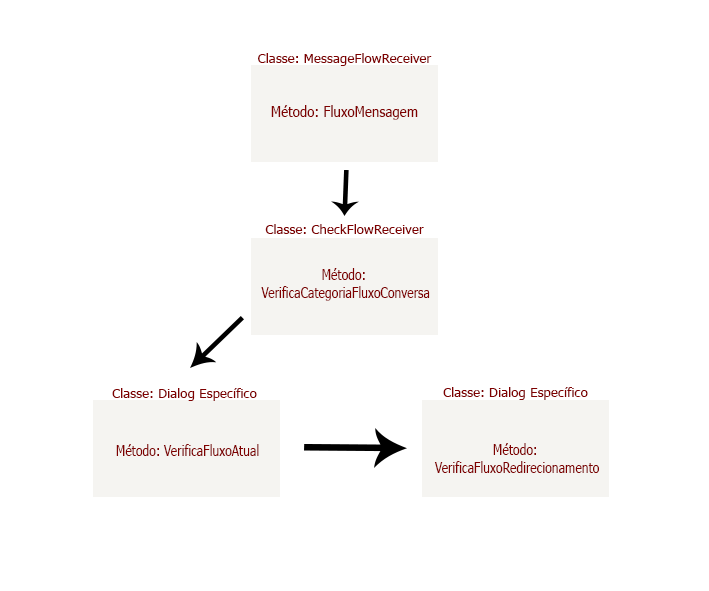 Classe: MessageFlowReceiver
Método: FluxoMensagem
Classe: CheckFlowReceiver
Método:
VerificaCategoriaFluxoConversa
Classe: Dialog Específico
Método: VerificaFluxoAtual
Classe: Dialog Específico
Método:
VerificaFluxoRedirecionamento